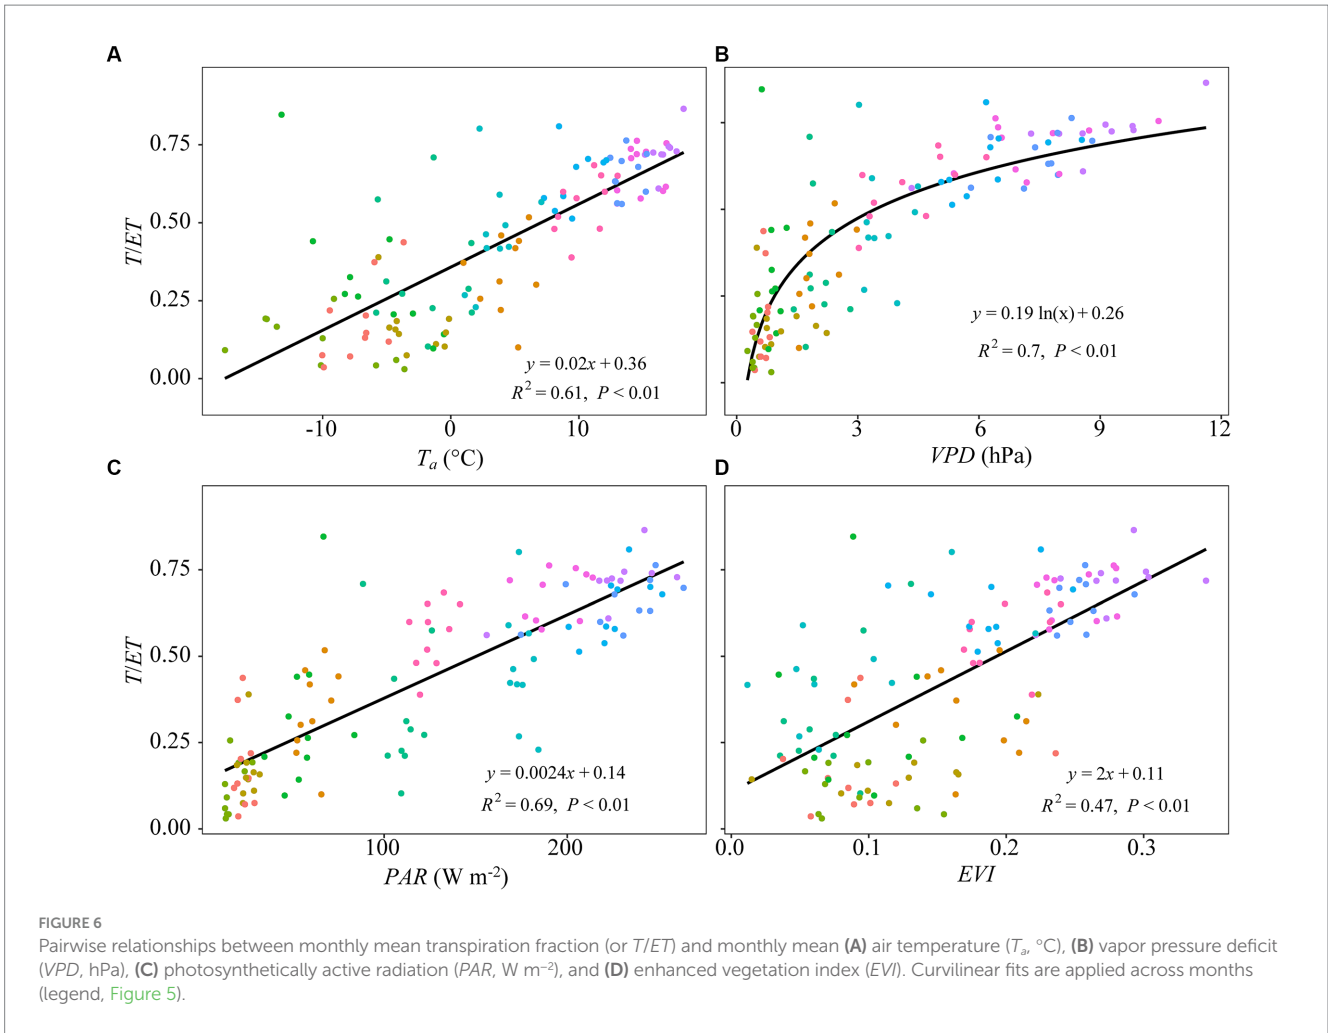 A
B
T/ET
0.75
0.50
0.25
0.00
y = 0.02x + 0.36
R² = 0.61, P < 0.01
y = 0.19 ln(x) + 0.26
R² = 0.7, P < 0.01
-10 0 10
0 3 6 9 12
Ta (°C)
VPD (hPa)
C
D
T/ET
0.75
0.50
0.25
0.00
y = 0.0024x + 0.14
R² = 0.69, P < 0.01
y = 2x + 0.11
R² = 0.47, P < 0.01
100 200
0.0 0.1 0.2 0.3
PAR (W m-2)
EVI
FIGURE 6
Pairwise relationships between monthly mean transpiration fraction (or T/ET) and monthly mean (A) air temperature (Ta, °C), (B) vapor pressure deficit
(VPD, hPa), (C) photosynthetically active radiation (PAR, W m⁻²), and (D) enhanced vegetation index (EVI). Curvilinear fits are applied across months
(legend, Figure 5).